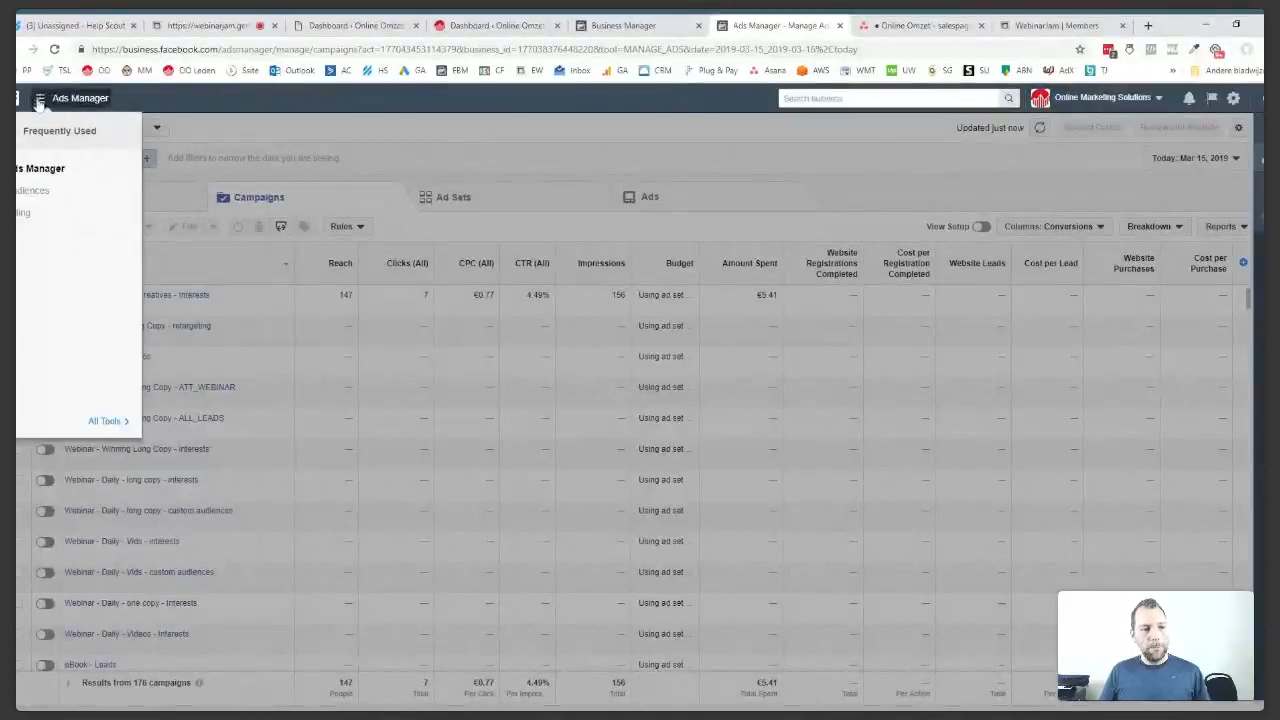 (3) Unassigned - Help Scout
https://webinarjam.ge
Dashboard ‹ Online Omzet
Dashboard ‹ Online Omzet
Business Manager
Ads Manager - Manage Ad
• Online Omzet - salespag
WebinarJam | Members
https://business.facebook.com/adsmanager/manage/campaigns?act=1770434531143798business_id=1770383764482208tool=MANAGE_ADS&date=2019-03-15_2019-03-16%2Ctoday
PP TSL OO MM OO Leden Ssite Outlook AC HS GA FBM CF EW Inbox GA CRM Plug & Pay Asana AWS WMT UW SG SU ABN AdX TJ Andere bladwijz
Ads Manager
Search business
Online Marketing Solutions
Frequently Used
ds Manager
udiences
lling
All Tools
Updated just now
Add filters to narrow the data you are seeing
Today: Mar 15, 2019
Campaigns
Ad Sets
Ads
Edit
Rules
View Setup
Columns: Conversions
Breakdown
Reports
Reach Clicks (All) CPC (All) CTR (All) Impressions Budget Amount Spent Website Registrations Completed Cost per Registration Completed Website Leads Cost per Lead Website Purchases Cost per Purchase
reatives - Interests 147 7 €0.77 4.49% 156 Using ad set ... €5.41 — — — — — —
g Copy - retargeting — — — — — Using ad set ... — — — — — — —
— — — — — Using ad set ... — — — — — — —
ng Copy - ATT_WEBINAR — — — — — Using ad set ... — — — — — — —
ng Copy - ALL_LEADS — — — — — Using ad set ... — — — — — — —
Webinar - Winning Long Copy - Interests — — — — — Using ad set ... — — — — — — —
Webinar - Daily - long copy - interests — — — — — Using ad set ... — — — — — — —
Webinar - Daily - long copy - custom audiences — — — — — Using ad set ... — — — — — — —
Webinar - Daily - Vids - interests — — — — — Using ad set ... — — — — — — —
Webinar - Daily - Vids - custom audiences — — — — — Using ad set ... — — — — — — —
Webinar - Daily - one copy - Interests — — — — — Using ad set ... — — — —
Webinar - Daily - Videos - Interests — — — — — Using ad set ... — — — —
eBook - Leads — — — — — Using ad set ... — — — —
Results from 176 campaigns 147 7 €0.77 4.49% 156 €5.41 — — — —
People Total Per Click Per Impres... Total Total Spent Total Per Action Total Pe